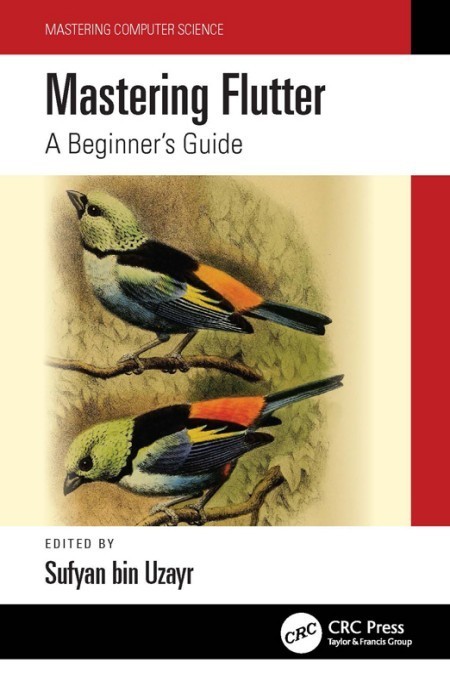 MASTERING COMPUTER SCIENCE
Mastering Flutter
A Beginner's Guide
EDITED BY
Sufyan bin Uzayr
CRC
CRC Press
Taylor & Francis Group